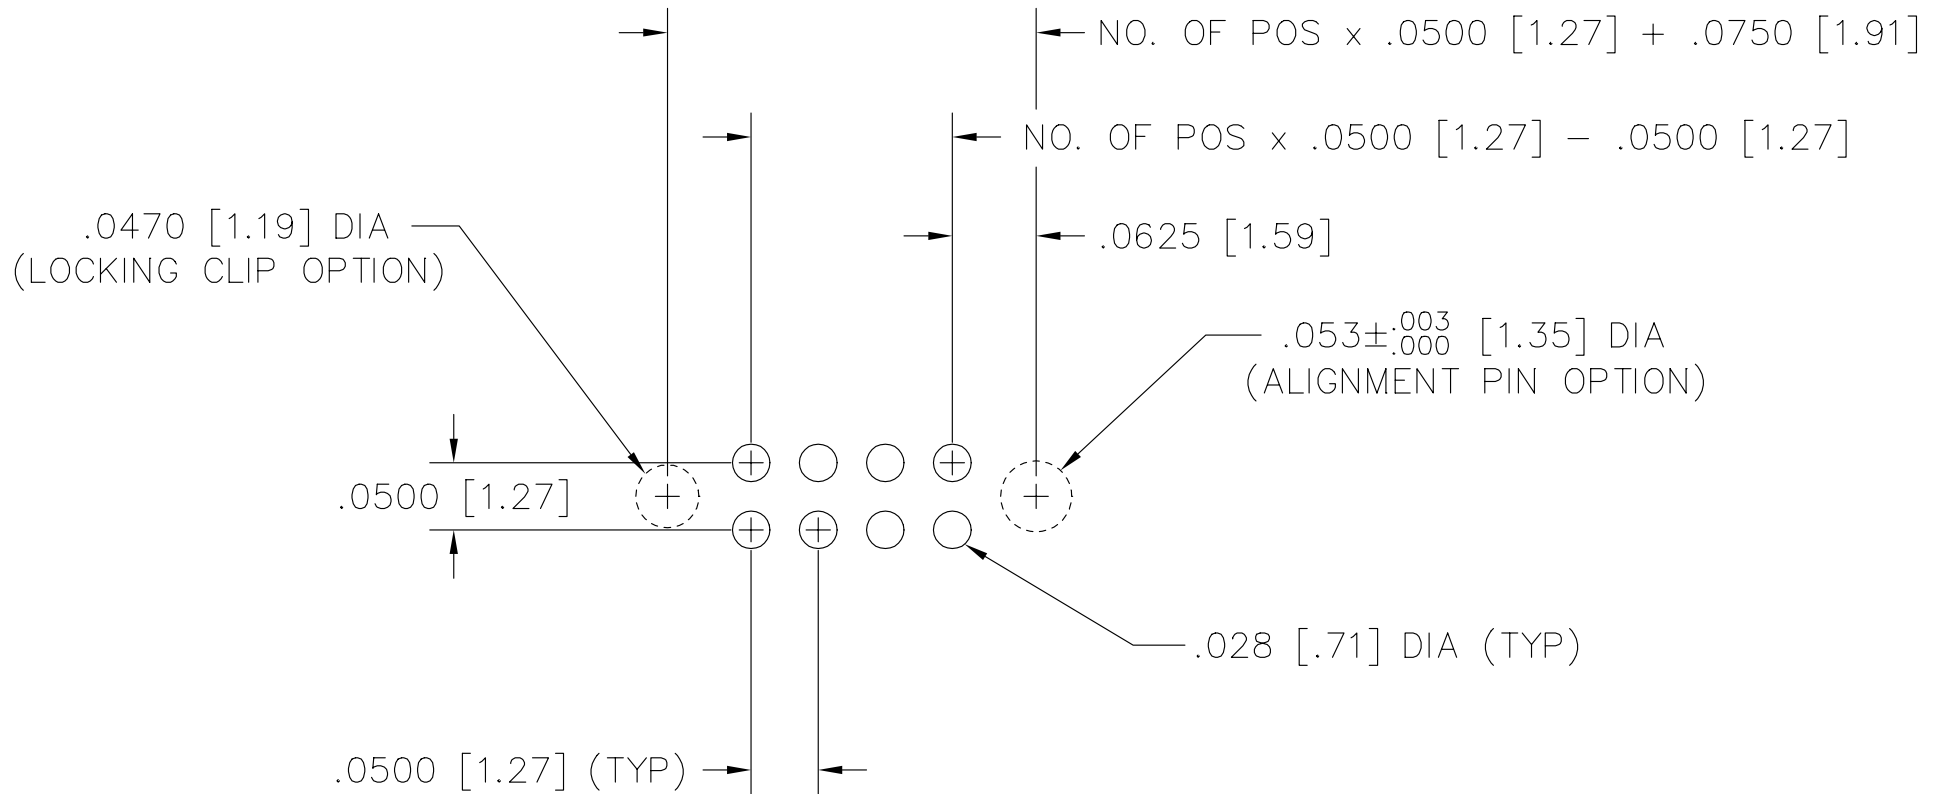 NO. OF POS x .0500 [1.27] + .0750 [1.91]
NO. OF POS x .0500 [1.27] − .0500 [1.27]
.0470 [1.19] DIA
(LOCKING CLIP OPTION)
.0625 [1.59]
.053±.003 .000 [1.35] DIA
(ALIGNMENT PIN OPTION)
.0500 [1.27]
.028 [.71] DIA (TYP)
.0500 [1.27] (TYP)